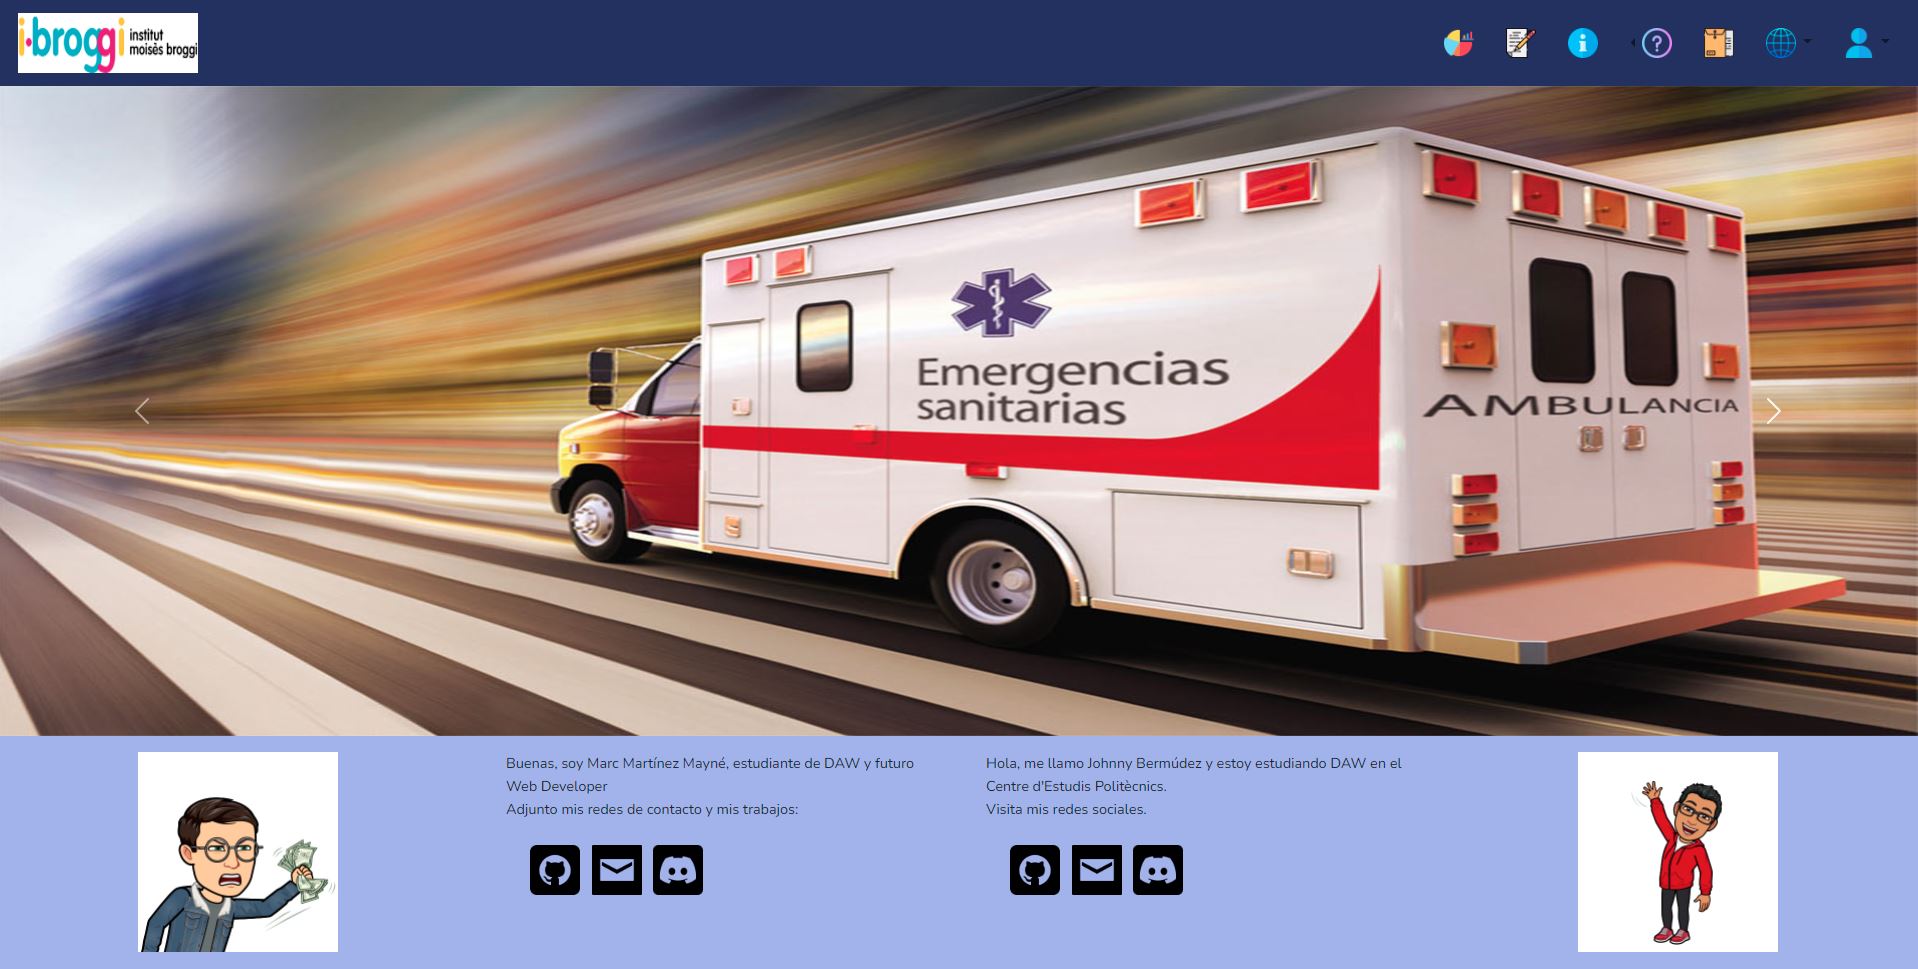 i·broggi institut
moisès broggi
Emergencias
sanitarias
AMBULANCIA
Buenas, soy Marc Martínez Mayné, estudiante de DAW y futuro
Web Developer
Adjunto mis redes de contacto y mis trabajos:
Hola, me llamo Johnny Bermúdez y estoy estudiando DAW en el
Centre d'Estudis Politècnics.
Visita mis redes sociales.